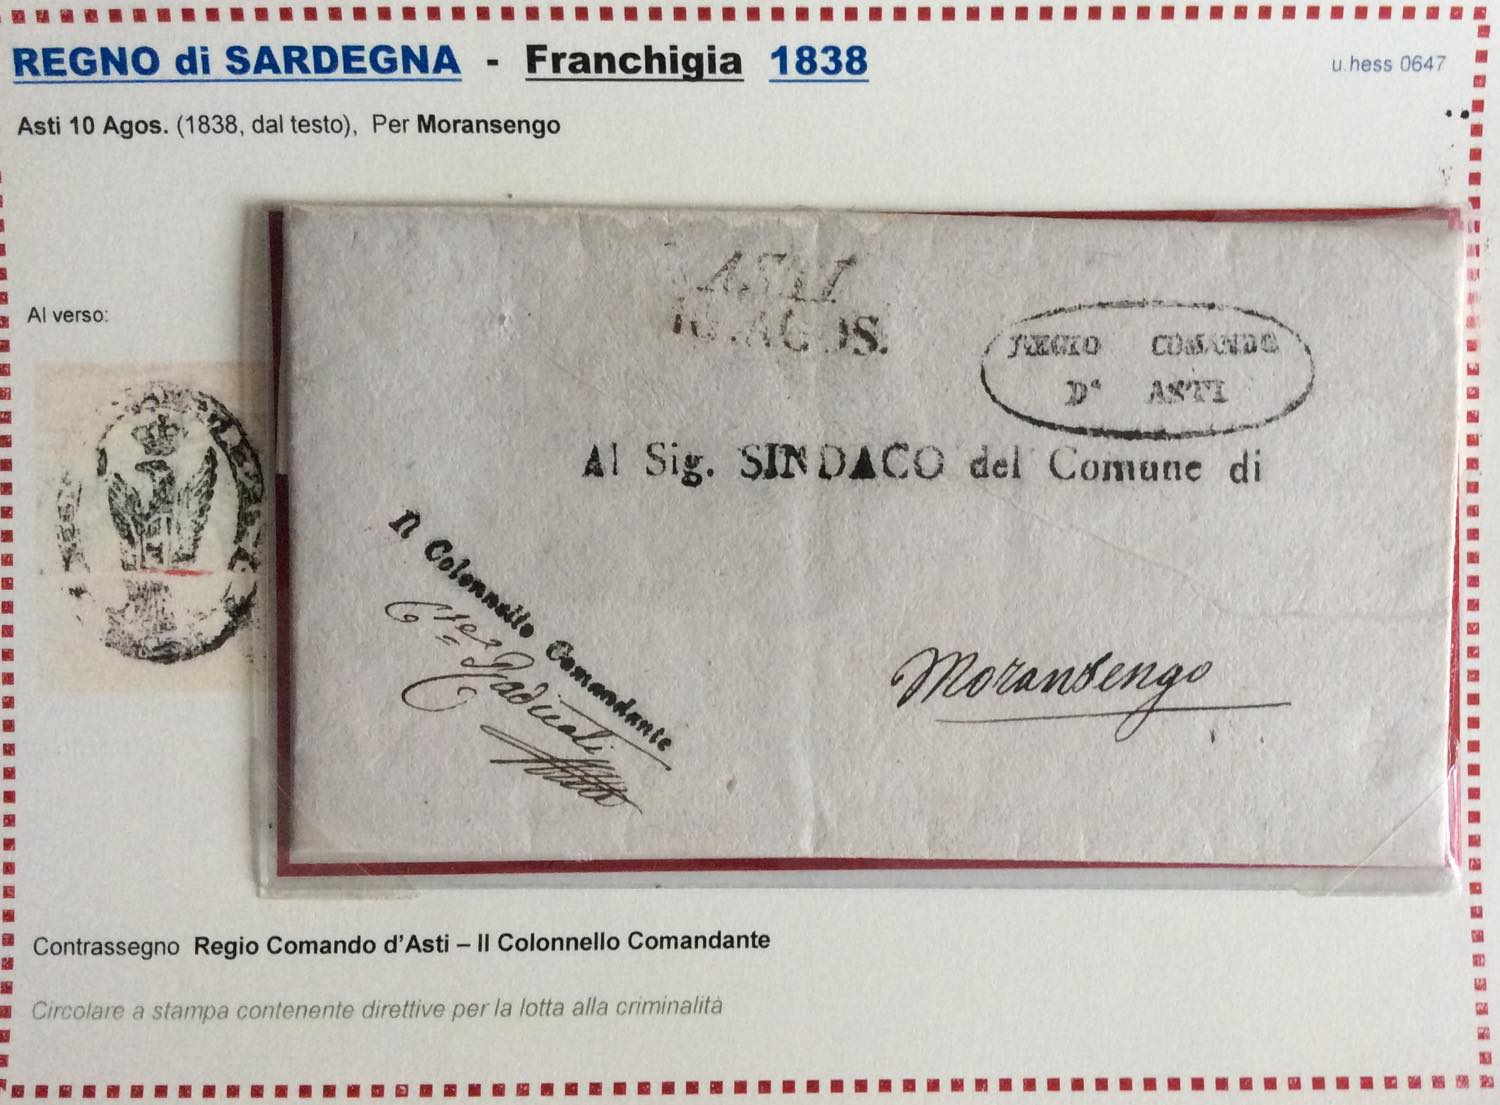 REGNO di SARDEGNA - Franchigia 1838
u.hess 0647
Asti 10 Agos. (1838, dal testo), Per Moransengo
Al verso:
ASTI
10.AGOS.
REGIO COMANDO
D' ASTI
Al Sig. SINDACO del Comune di
Il Colonnello Comandante
Moransengo
Contrassegno Regio Comando d'Asti – Il Colonnello Comandante
Circolare a stampa contenente direttive per la lotta alla criminalità